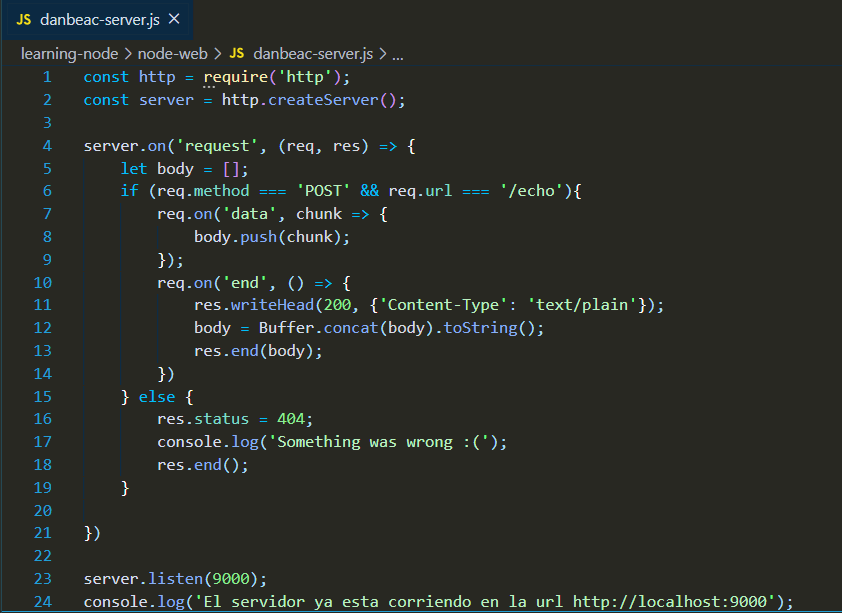 JS danbeac-server.js ×
learning-node > node-web > JS danbeac-server.js > ...
1 const http = require('http');
2 const server = http.createServer();
3
4 server.on('request', (req, res) => {
5 let body = [];
6 if (req.method === 'POST' && req.url === '/echo'){
7 req.on('data', chunk => {
8 body.push(chunk);
9 });
10 req.on('end', () => {
11 res.writeHead(200, {'Content-Type': 'text/plain'});
12 body = Buffer.concat(body).toString();
13 res.end(body);
14 })
15 } else {
16 res.status = 404;
17 console.log('Something was wrong :(');
18 res.end();
19 }
20
21 })
22
23 server.listen(9000);
24 console.log('El servidor ya esta corriendo en la url http://localhost:9000');